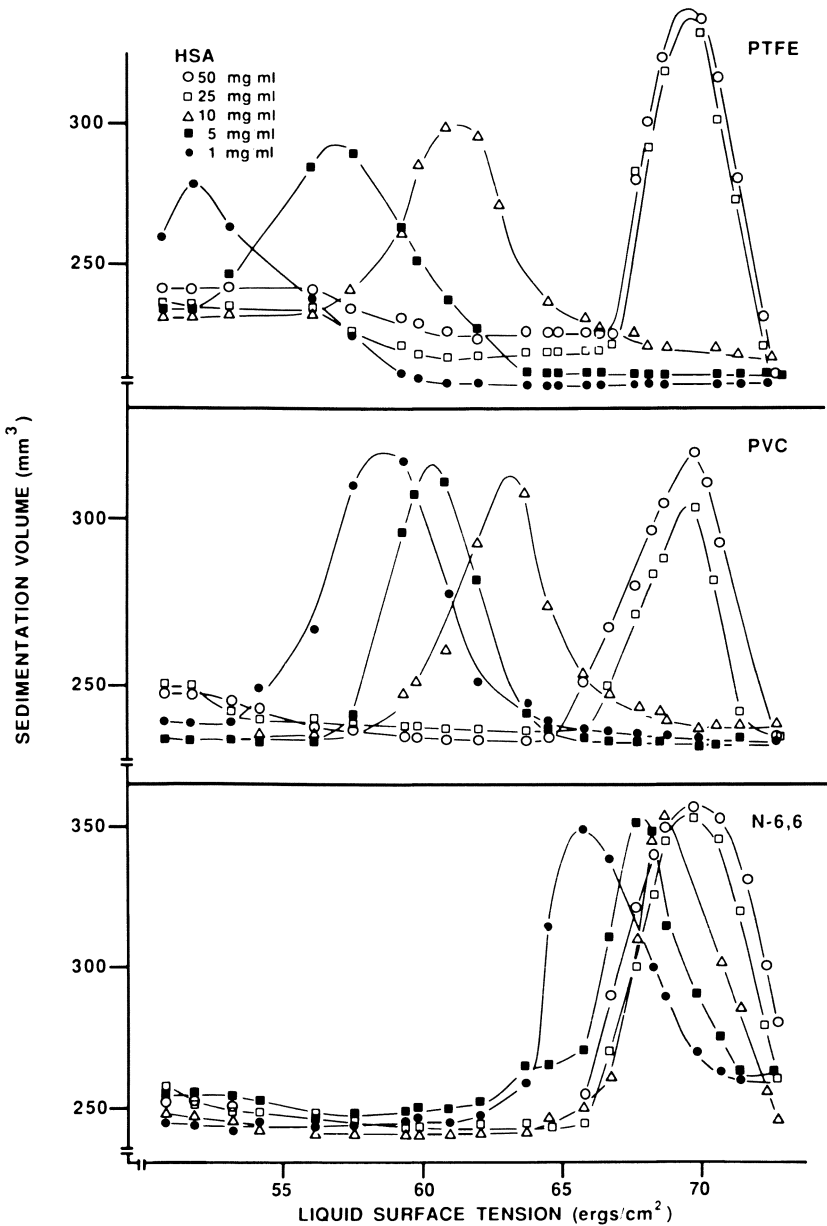 HSA
○ 50 mg ml
□ 25 mg ml
△ 10 mg ml
■ 5 mg ml
● 1 mg ml
PTFE
300
250
PVC
300
250
N-6,6
350
300
250
SEDIMENTATION VOLUME (mm³)
55 60 65 70
LIQUID SURFACE TENSION (ergs/cm²)